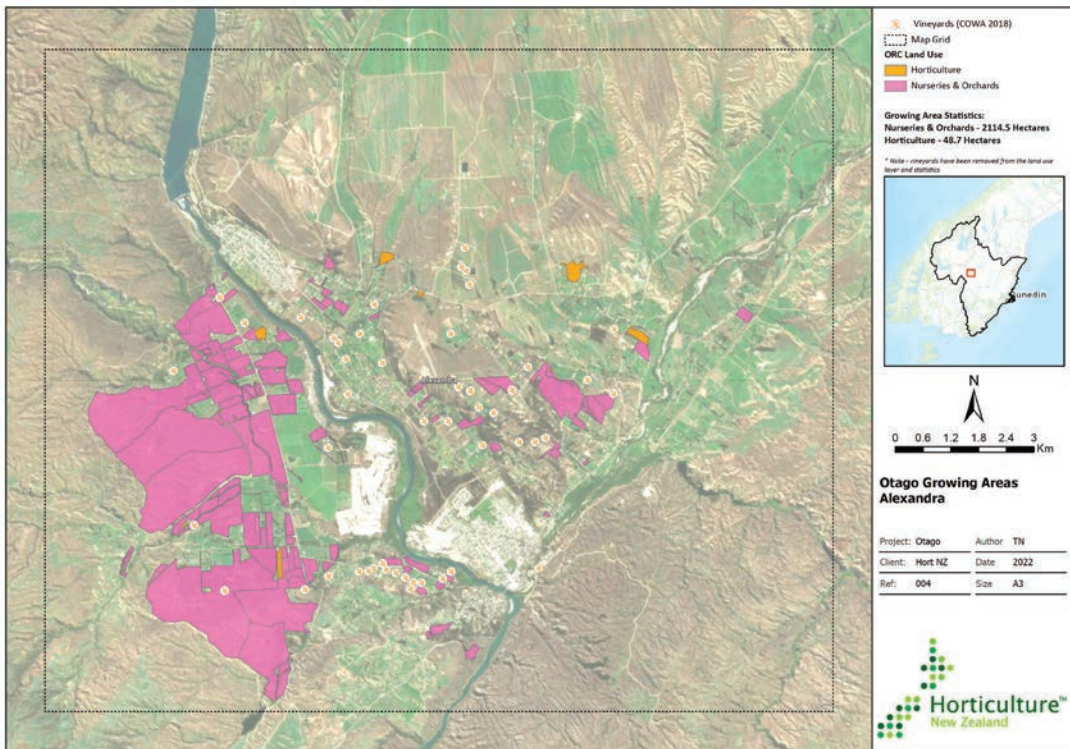 Vineyards (COWA 2018)
Map Grid
ORC Land Use
Horticulture
Nurseries & Orchards
Growing Area Statistics:
Nurseries & Orchards - 2114.5 Hectares
Horticulture - 48.7 Hectares
* Note - vineyards have been removed from the land use
layer and statistics
Dunedin
Alexandra
N
0 0.6 1.2 1.8 2.4 3
Km
Otago Growing Areas
Alexandra
Project: Otago Author TN
Client: Hort NZ Date 2022
Ref: 004 Size A3
Horticulture™
New Zealand